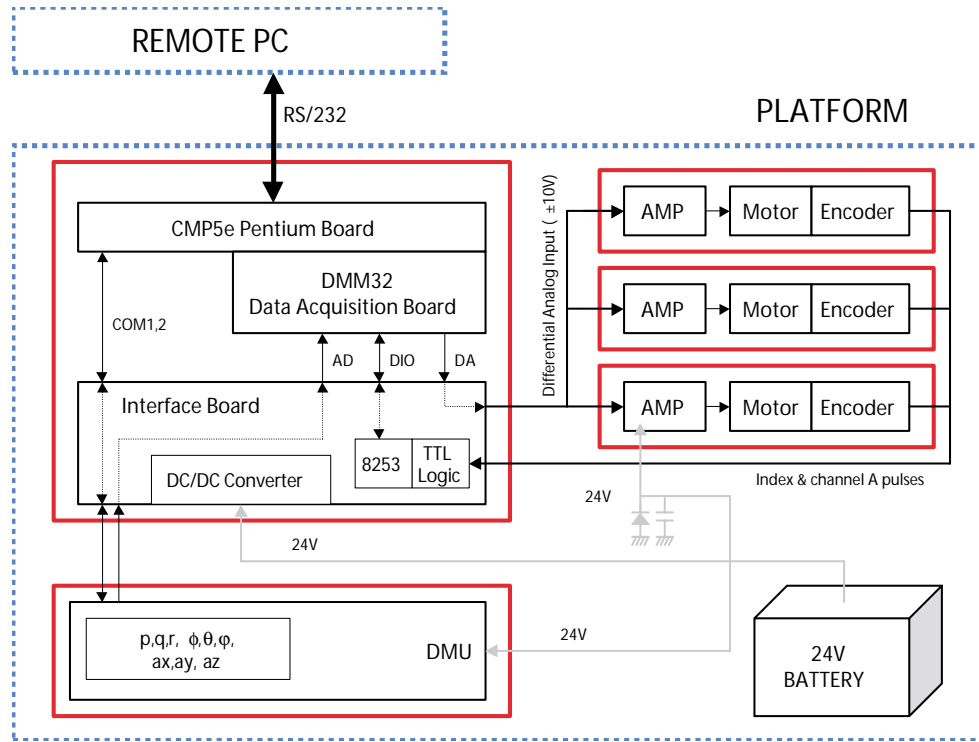 REMOTE PC
RS/232
PLATFORM
CMP5e Pentium Board
DMM32
Data Acquisition Board
COM1,2
AD
DIO
DA
Interface Board
8253
TTL
Logic
DC/DC Converter
Differential Analog Input ( ±10V)
AMP
Motor
Encoder
AMP
Motor
Encoder
AMP
Motor
Encoder
Index & channel A pulses
24V
24V
24V
p,q,r, ϕ,θ,φ,
ax,ay, az
DMU
24V
BATTERY